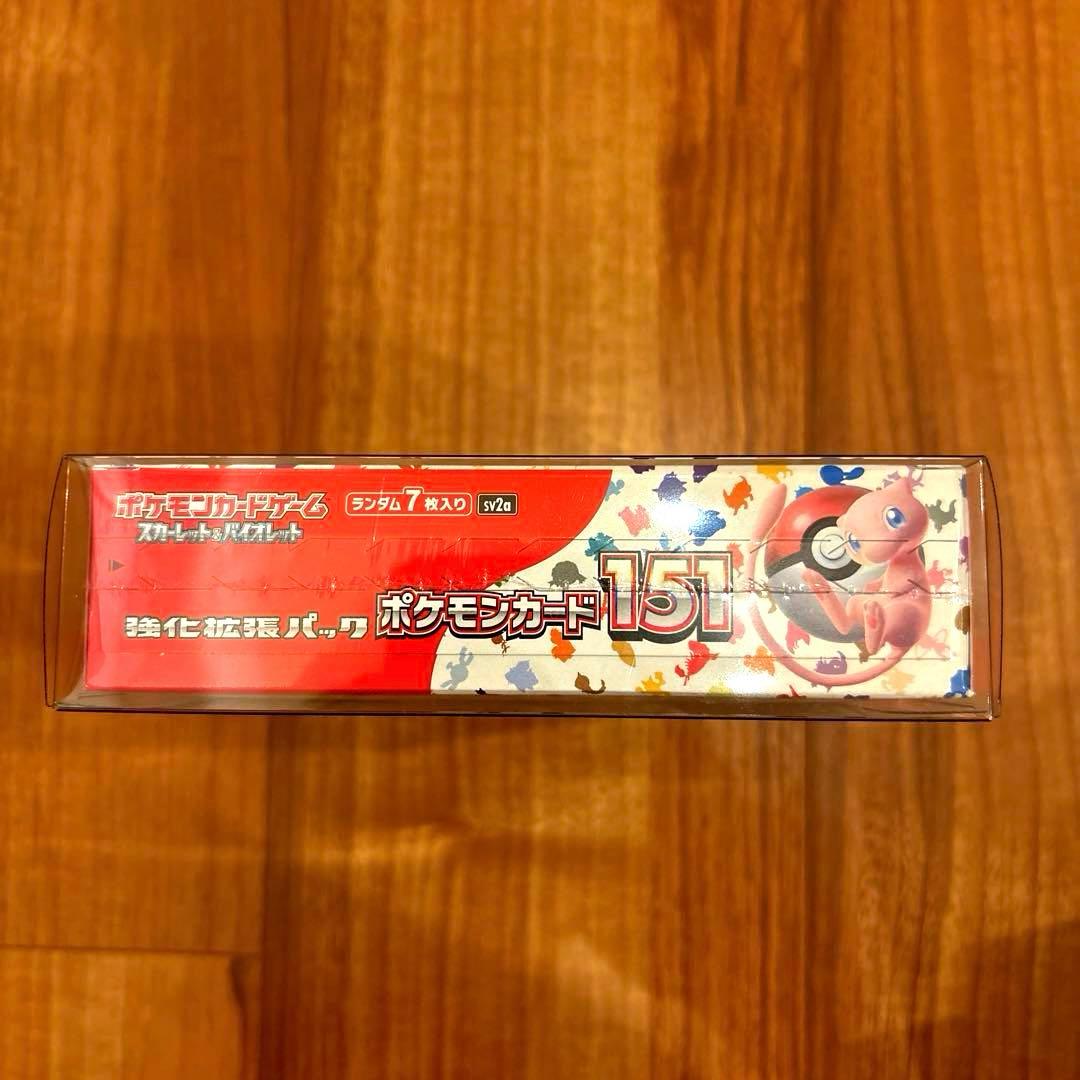 ポケモンカードゲーム
スカーレット&バイオレット
ランダム7枚入り
sv2a
強化拡張パック
ポケモンカード151